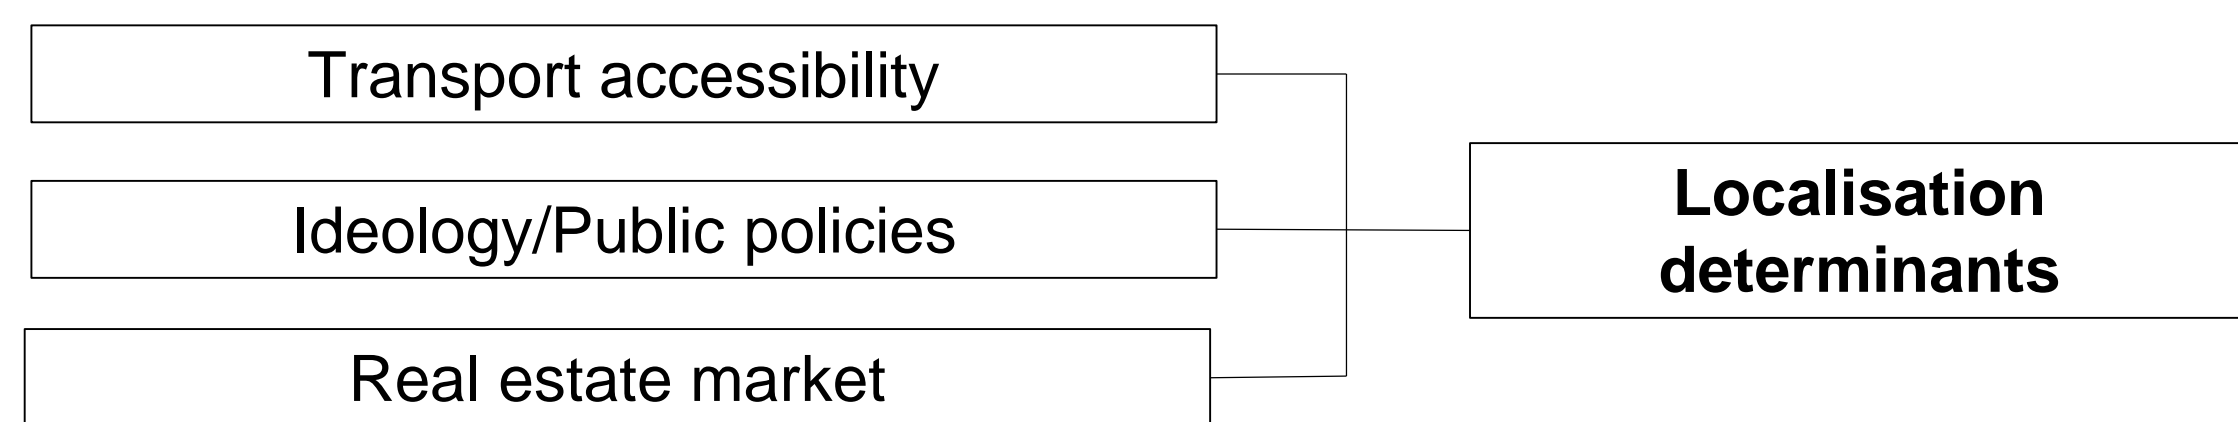 Transport accessibility
Ideology/Public policies
Real estate market
Localisation
determinants